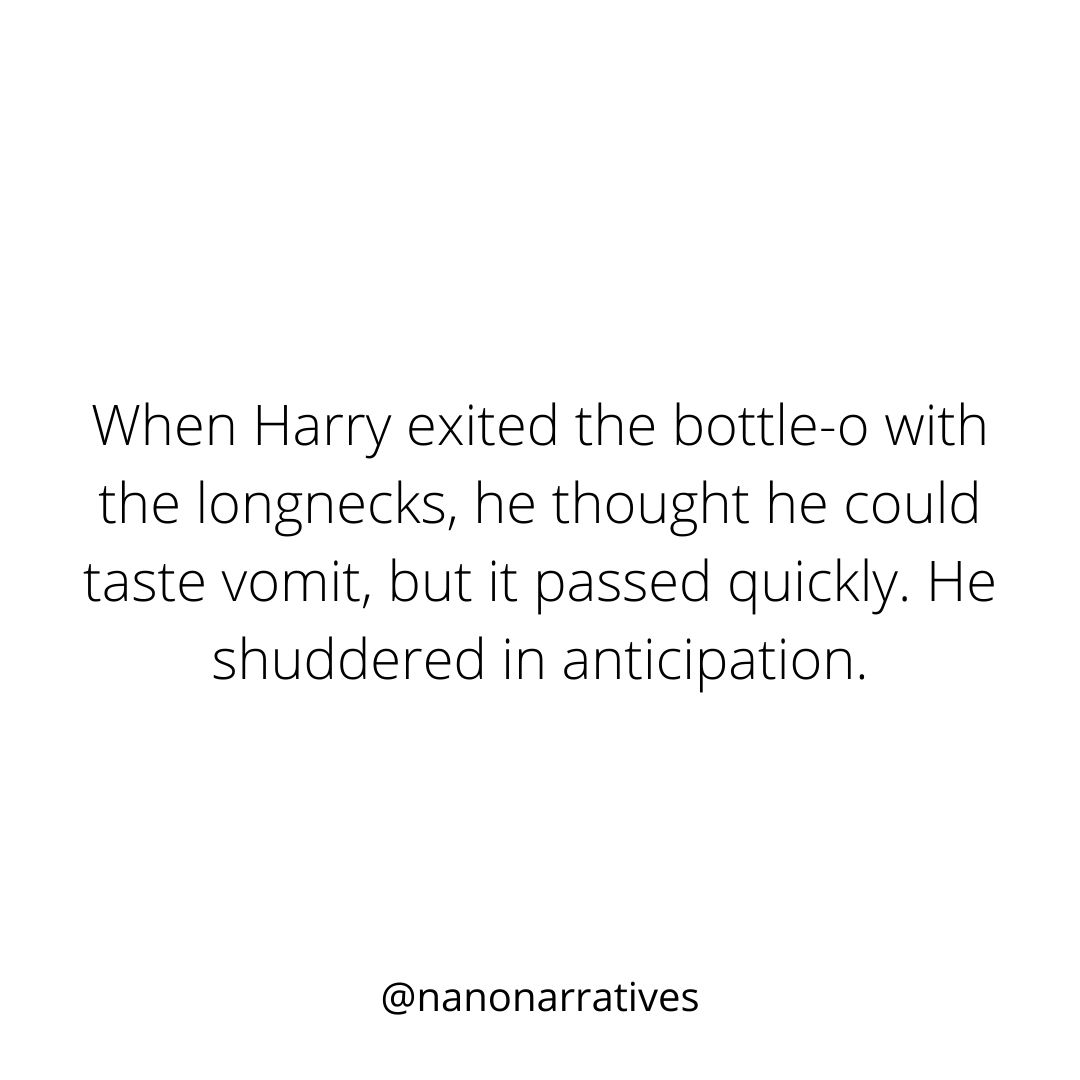 When Harry exited the bottle-o with
the longnecks, he thought he could
taste vomit, but it passed quickly. He
shuddered in anticipation.
@nanonarratives